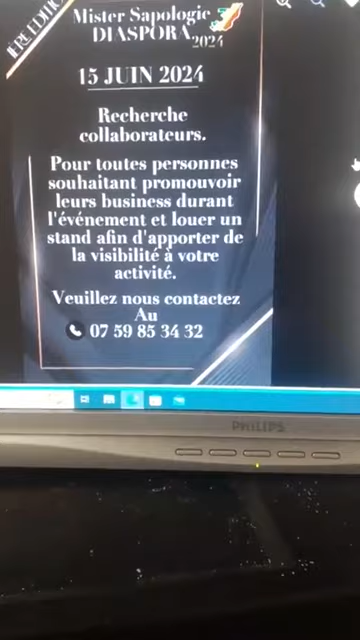 1ÈRE ÉDITIO
Mister Sapologie
DIASPORA
2024
15 JUIN 2024
Recherche
collaborateurs.
Pour toutes personnes
souhaitant promouvoir
leurs business durant
l'événement et louer un
stand afin d'apporter de
la visibilité à votre
activité.
Veuillez nous contactez
Au
07 59 85 34 32
PHILIPS